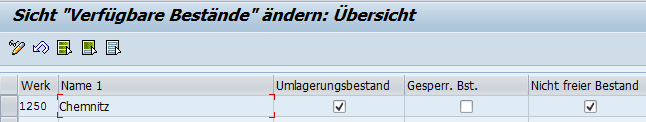 Sicht "Verfügbare Bestände" ändern: Übersicht
Werk Name 1 Umlagerungsbestand Gesperr. Bst. Nicht freier Bestand
1250 Chemnitz